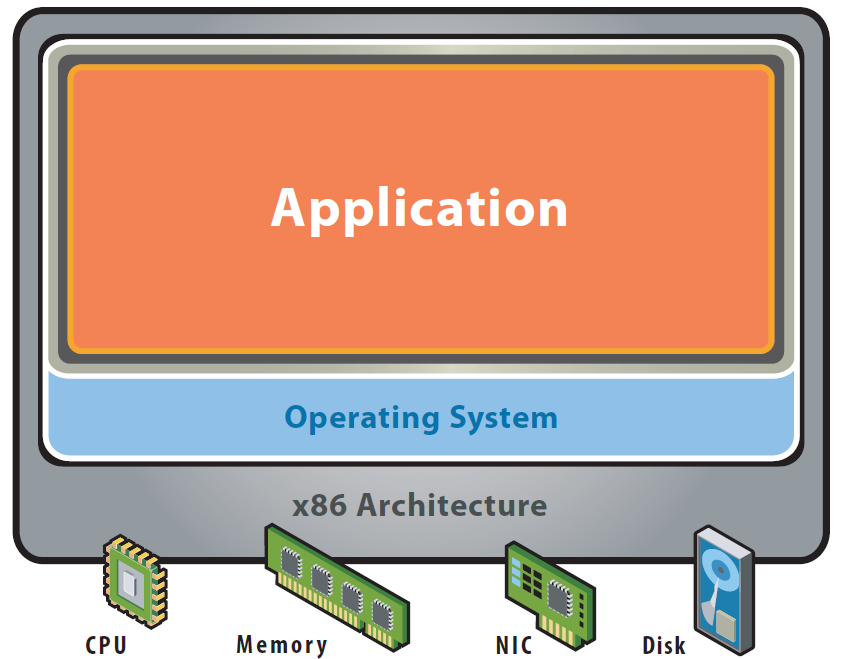 Application
Operating System
x86 Architecture
CPU
Memory
NIC
Disk